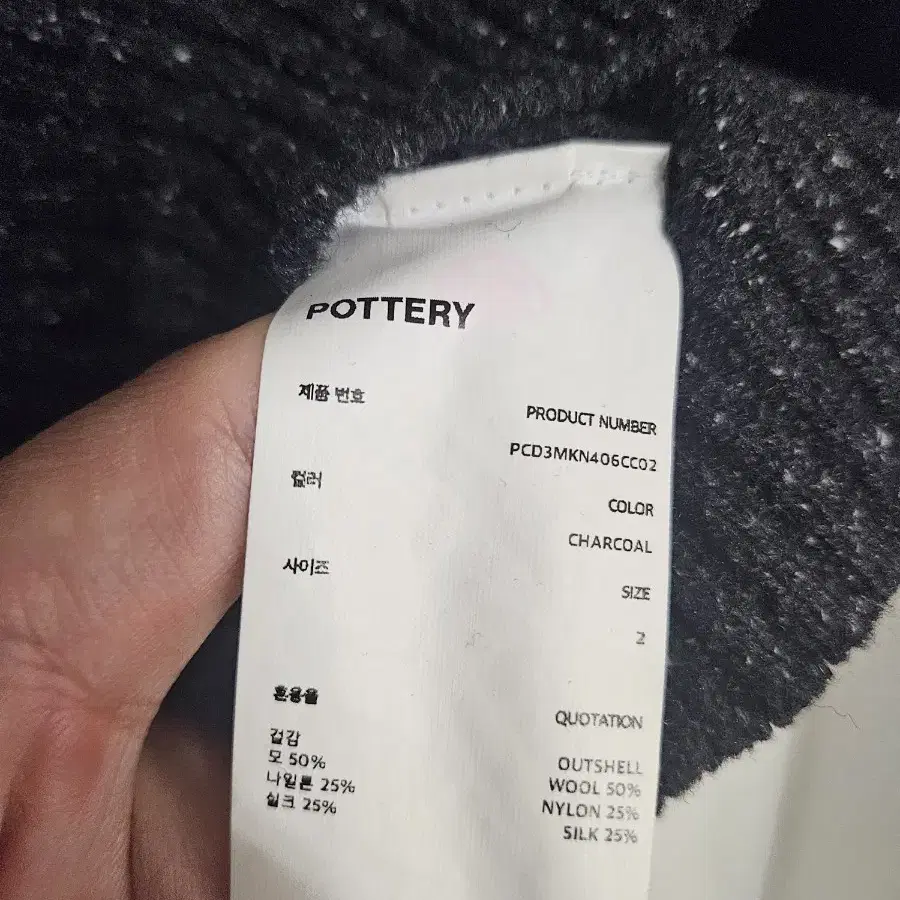 POTTERY
제품 번호
PRODUCT NUMBER
PCD3MKN406CC02
컬러
COLOR
CHARCOAL
사이즈
SIZE
2
혼용율
QUOTATION
겉감
OUTSHELL
모 50%
WOOL 50%
나일론 25%
NYLON 25%
실크 25%
SILK 25%